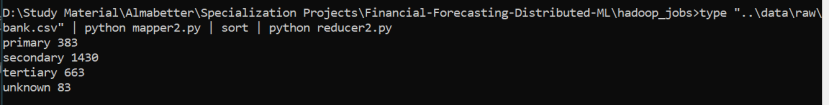 D:\Study Material\Almabetter\Specialization Projects\Financial-Forecasting-Distributed-ML\hadoop_jobs>type "..\data\raw\
bank.csv" | python mapper2.py | sort | python reducer2.py
primary 383
secondary 1430
tertiary 663
unknown 83